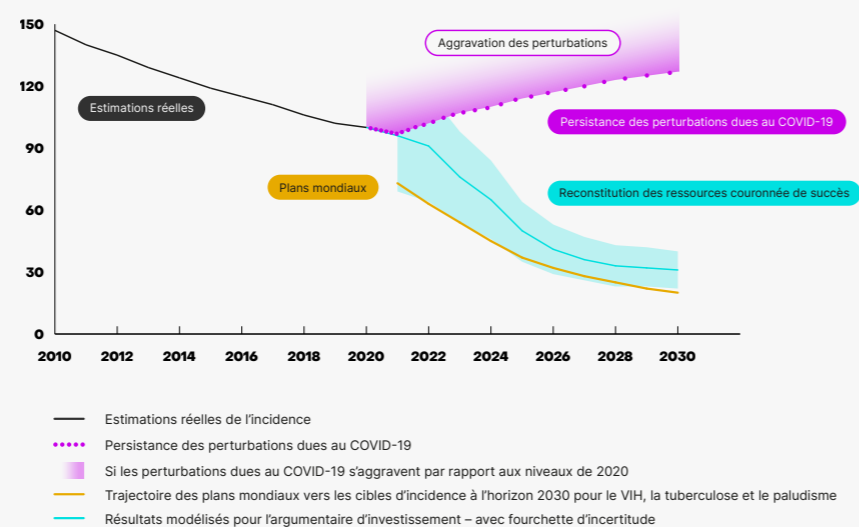 150
Aggravation des perturbations
120
Estimations réelles
Persistance des perturbations dues au COVID-19
90
Plans mondiaux
Reconstitution des ressources couronnée de succès
60
30
0
2010 2012 2014 2016 2018 2020 2022 2024 2026 2028 2030
Estimations réelles de l’incidence
Persistance des perturbations dues au COVID-19
Si les perturbations dues au COVID-19 s’aggravent par rapport aux niveaux de 2020
Trajectoire des plans mondiaux vers les cibles d’incidence à l’horizon 2030 pour le VIH, la tuberculose et le paludisme
Résultats modélisés pour l’argumentaire d’investissement – avec fourchette d’incertitude